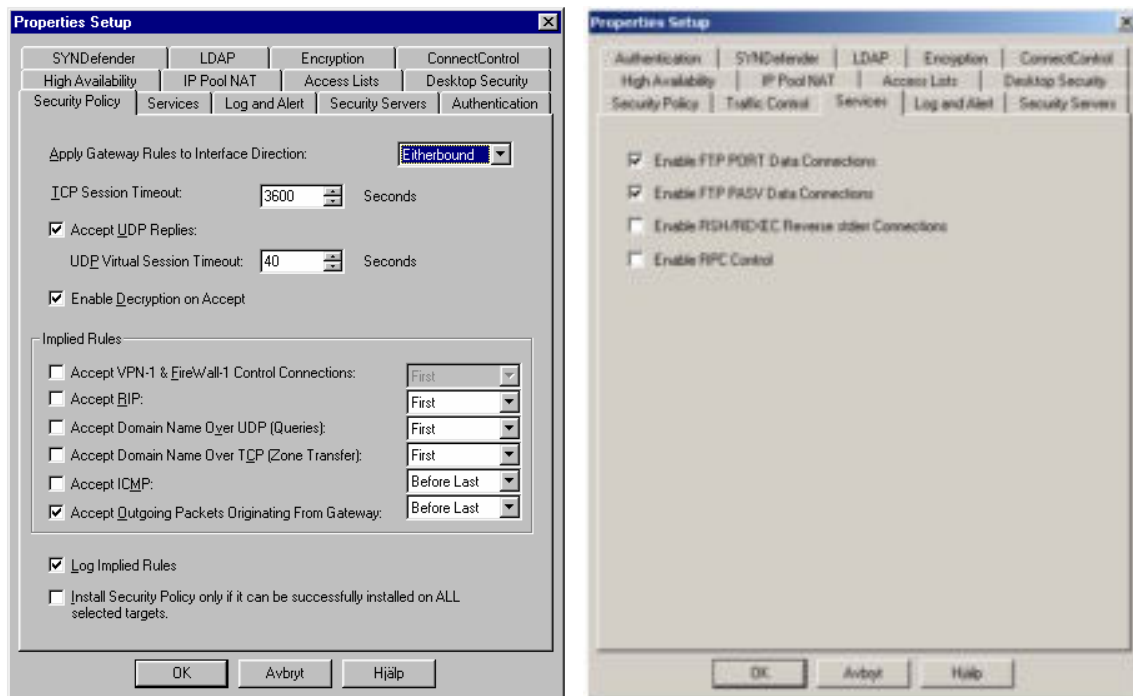 Properties Setup
SYNDefender LDAP Encryption ConnectControl
High Availability IP Pool NAT Access Lists Desktop Security
Security Policy Services Log and Alert Security Servers Authentication
Apply Gateway Rules to Interface Direction: Eitherbound
TCP Session Timeout: 3600 Seconds
Accept UDP Replies:
UDP Virtual Session Timeout: 40 Seconds
Enable Decryption on Accept
Implied Rules
Accept VPN-1 & FireWall-1 Control Connections: First
Accept RIP: First
Accept Domain Name Over UDP (Queries): First
Accept Domain Name Over TCP (Zone Transfer): First
Accept ICMP: Before Last
Accept Outgoing Packets Originating From Gateway: Before Last
Log Implied Rules
Install Security Policy only if it can be successfully installed on ALL
selected targets.
OK Avbryt Hjälp
Properties Setup
Authentication SYNDefender LDAP Encryption ConnectControl
High Availability IP Pool NAT Access Lists Desktop Security
Security Policy Traffic Control Services Log and Alert Security Servers
Enable FTP PORT Data Connections
Enable FTP PASV Data Connections
Enable RSH/REXEC Reverse stderr Connections
Enable RPC Control
OK Avbryt Hjälp